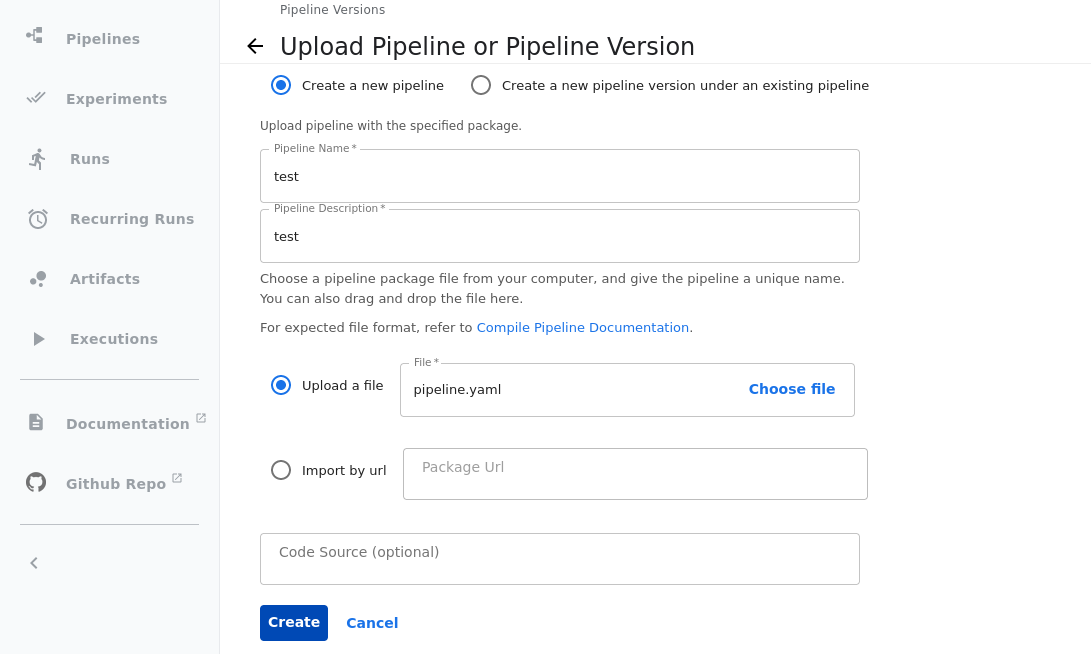 Pipelines
Experiments
Runs
Recurring Runs
Artifacts
Executions
Documentation
Github Repo
Pipeline Versions
Upload Pipeline or Pipeline Version
Create a new pipeline
Create a new pipeline version under an existing pipeline
Upload pipeline with the specified package.
Pipeline Name *
test
Pipeline Description *
test
Choose a pipeline package file from your computer, and give the pipeline a unique name.
You can also drag and drop the file here.
For expected file format, refer to Compile Pipeline Documentation.
Upload a file
File *
pipeline.yaml
Choose file
Import by url
Package Url
Code Source (optional)
Create
Cancel